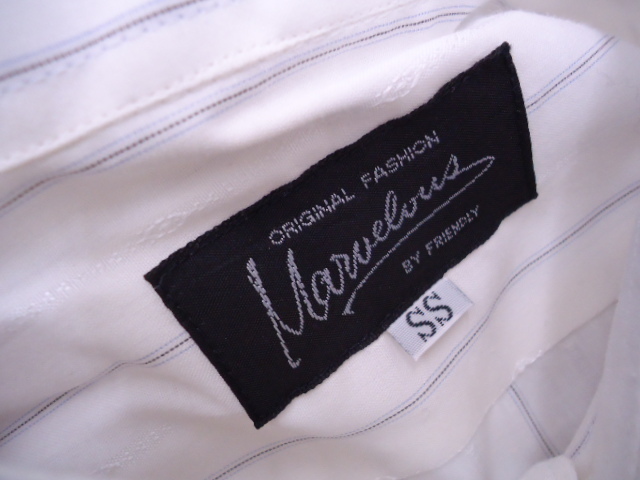 ORIGINAL FASHION
Marvelous
BY FRIENDLY
SS